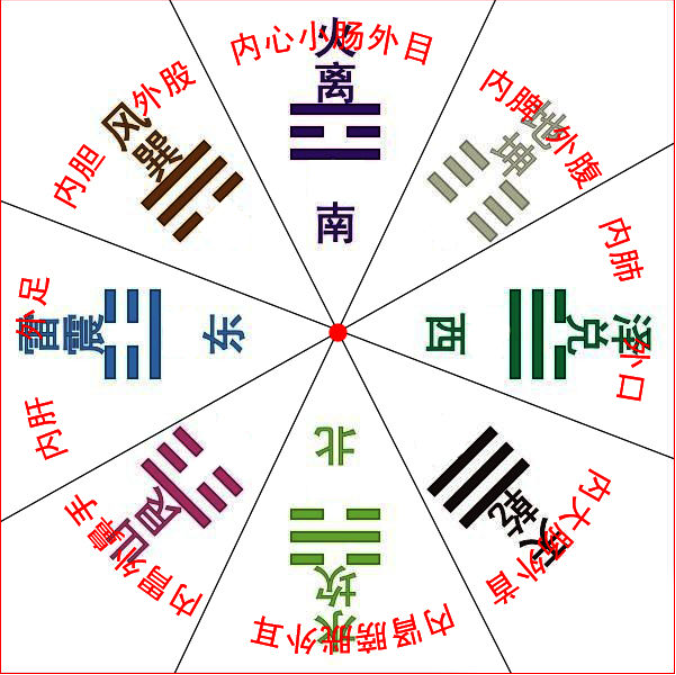 内心小肠外目
火
离
南
内脾外腹
地
坤
内肺
外口
泽
兑
西
内大肠外首
天
乾
内肾膀胱外耳
水
坎
北
内胃外鼻手
山
艮
内肝
外足
雷震
东
内胆
外股
风
巽